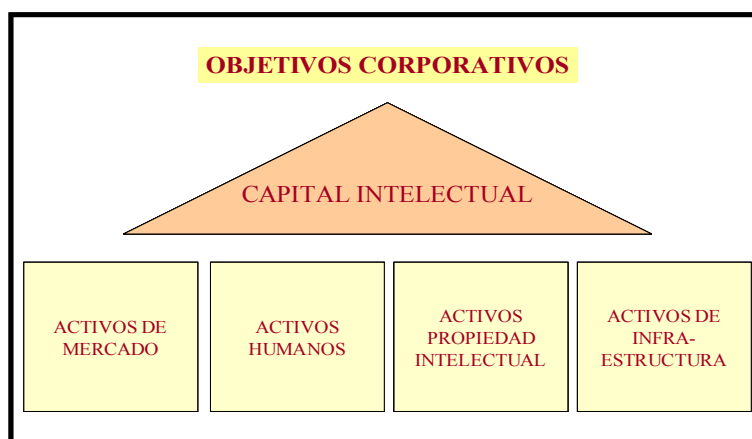 OBJETIVOS CORPORATIVOS
CAPITAL INTELECTUAL
ACTIVOS DE
MERCADO
ACTIVOS
HUMANOS
ACTIVOS
PROPIEDAD
INTELECTUAL
ACTIVOS DE
INFRA-
ESTRUCTURA